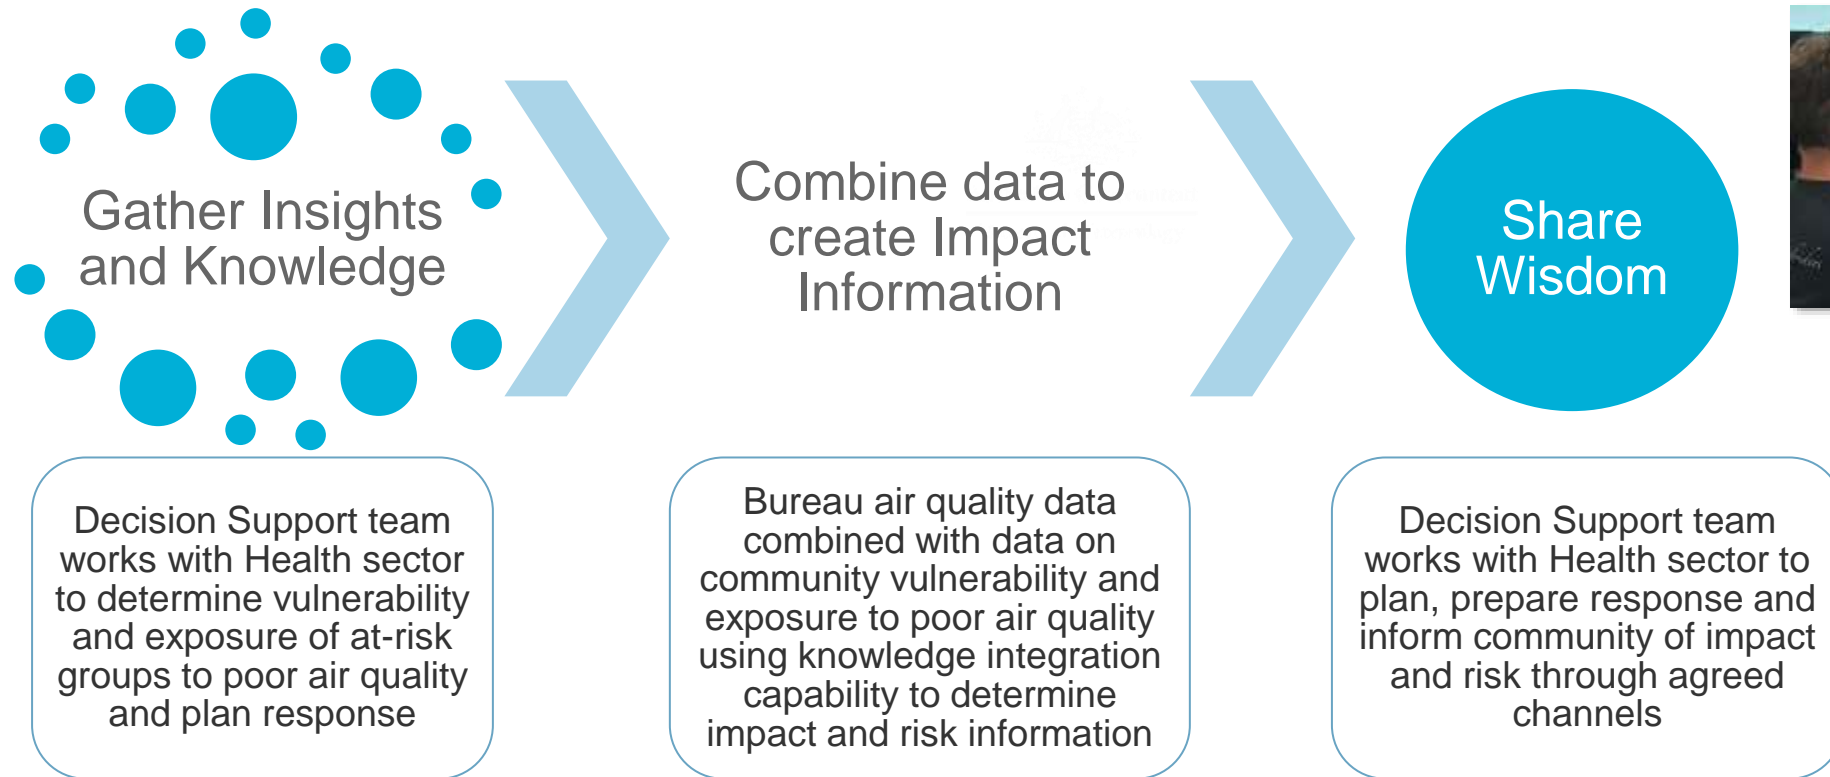 Gather Insights
and Knowledge
Combine data to
create Impact
Information
Share
Wisdom
Decision Support team
works with Health sector
to determine vulnerability
and exposure of at-risk
groups to poor air quality
and plan response
Bureau air quality data
combined with data on
community vulnerability and
exposure to poor air quality
using knowledge integration
capability to determine
impact and risk information
Decision Support team
works with Health sector to
plan, prepare response and
inform community of impact
and risk through agreed
channels